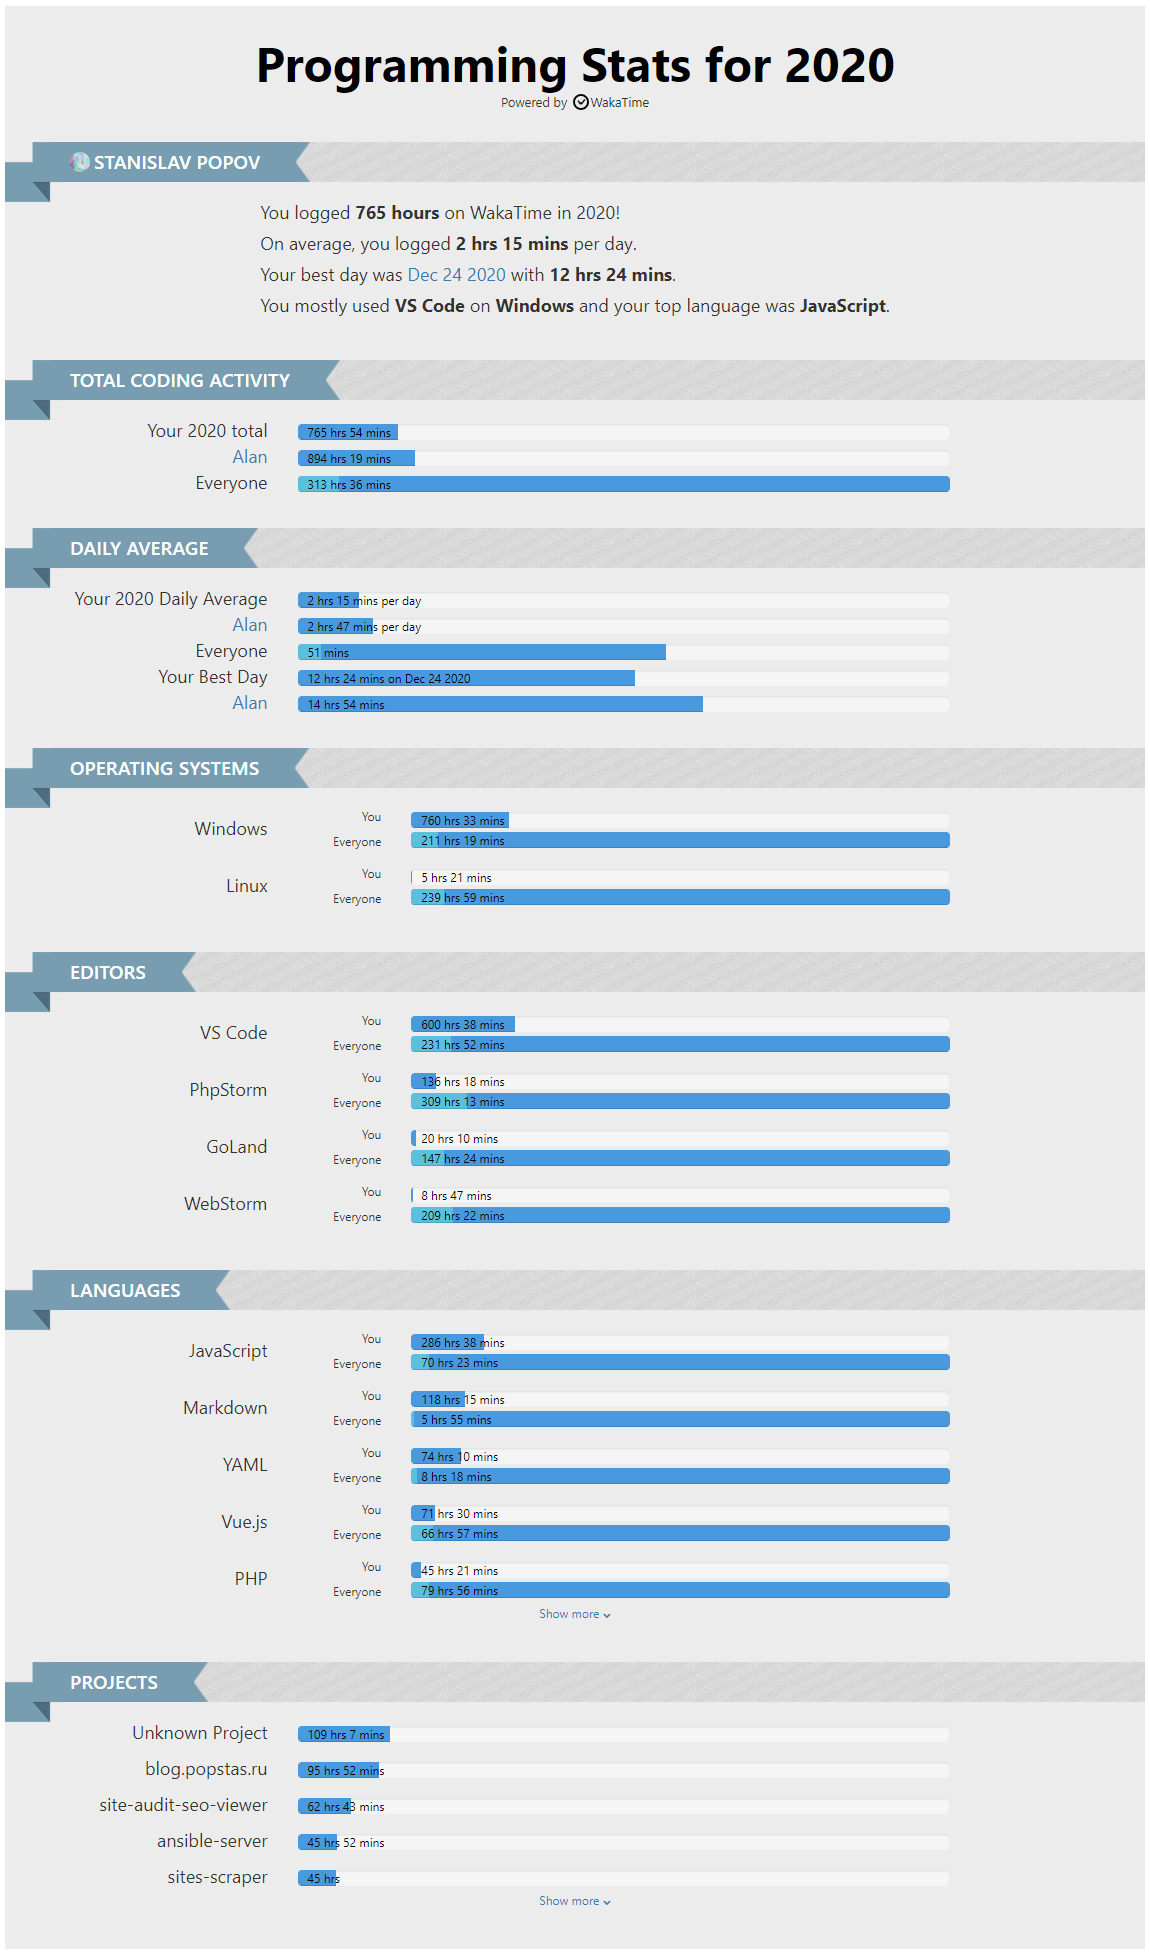 Programming Stats for 2020
Powered by WakaTime
STANISLAV POPOV
You logged 765 hours on WakaTime in 2020!
On average, you logged 2 hrs 15 mins per day.
Your best day was Dec 24 2020 with 12 hrs 24 mins.
You mostly used VS Code on Windows and your top language was JavaScript.
TOTAL CODING ACTIVITY
Your 2020 total 765 hrs 54 mins
Alan 894 hrs 19 mins
Everyone 313 hrs 36 mins
DAILY AVERAGE
Your 2020 Daily Average 2 hrs 15 mins per day
Alan 2 hrs 47 mins per day
Everyone 51 mins
Your Best Day 12 hrs 24 mins on Dec 24 2020
Alan 14 hrs 54 mins
OPERATING SYSTEMS
Windows
You 760 hrs 33 mins
Everyone 211 hrs 19 mins
Linux
You 5 hrs 21 mins
Everyone 239 hrs 59 mins
EDITORS
VS Code
You 600 hrs 38 mins
Everyone 231 hrs 52 mins
PhpStorm
You 136 hrs 18 mins
Everyone 309 hrs 13 mins
GoLand
You 20 hrs 10 mins
Everyone 147 hrs 24 mins
WebStorm
You 8 hrs 47 mins
Everyone 209 hrs 22 mins
LANGUAGES
JavaScript
You 286 hrs 38 mins
Everyone 70 hrs 23 mins
Markdown
You 118 hrs 15 mins
Everyone 5 hrs 55 mins
YAML
You 74 hrs 10 mins
Everyone 8 hrs 18 mins
Vue.js
You 71 hrs 30 mins
Everyone 66 hrs 57 mins
PHP
You 45 hrs 21 mins
Everyone 79 hrs 56 mins
Show more
PROJECTS
Unknown Project 109 hrs 7 mins
blog.popstas.ru 95 hrs 52 mins
site-audit-seo-viewer 62 hrs 43 mins
ansible-server 45 hrs 52 mins
sites-scraper 45 hrs
Show more